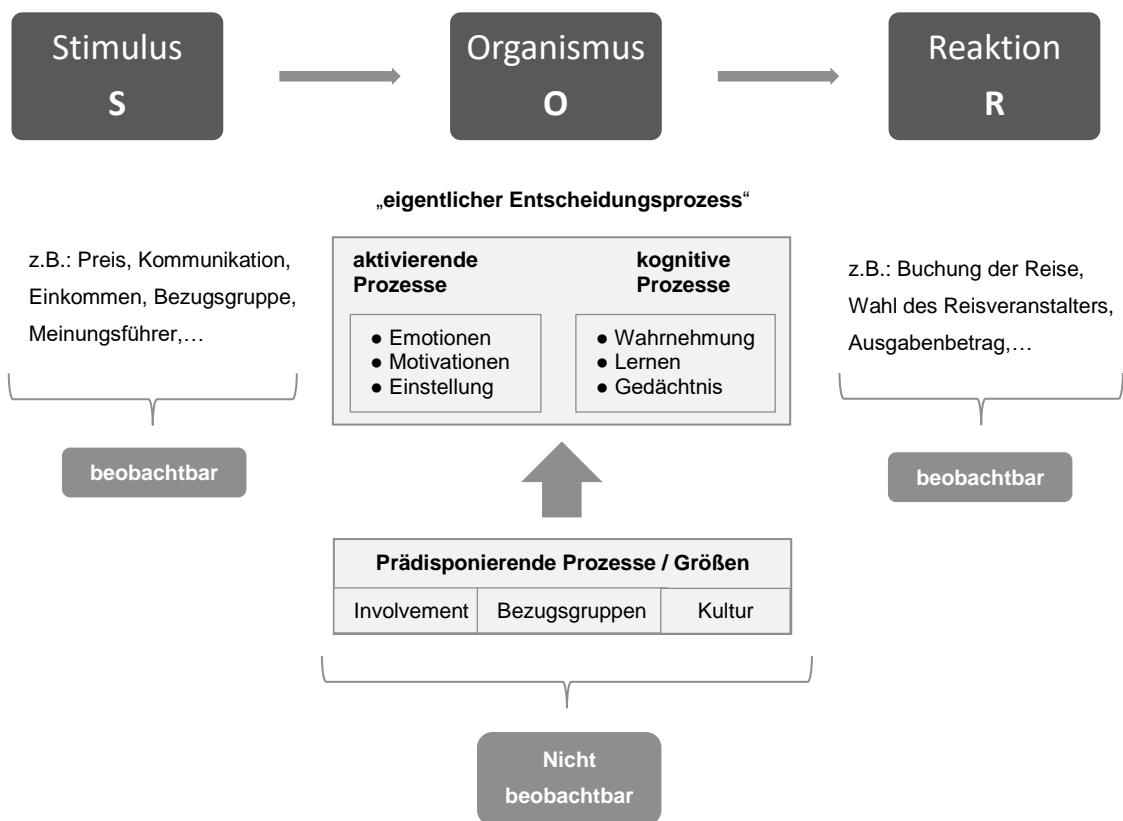 Stimulus
S
Organismus
O
Reaktion
R
„eigentlicher Entscheidungsprozess“
z.B.: Preis, Kommunikation,
Einkommen, Bezugsgruppe,
Meinungsführer,…
beobachtbar
aktivierende
Prozesse
● Emotionen
● Motivationen
● Einstellung
kognitive
Prozesse
● Wahrnehmung
● Lernen
● Gedächtnis
z.B.: Buchung der Reise,
Wahl des Reisveranstalters,
Ausgabenbetrag,…
beobachtbar
Prädisponierende Prozesse / Größen
Involvement
Bezugsgruppen
Kultur
Nicht
beobachtbar